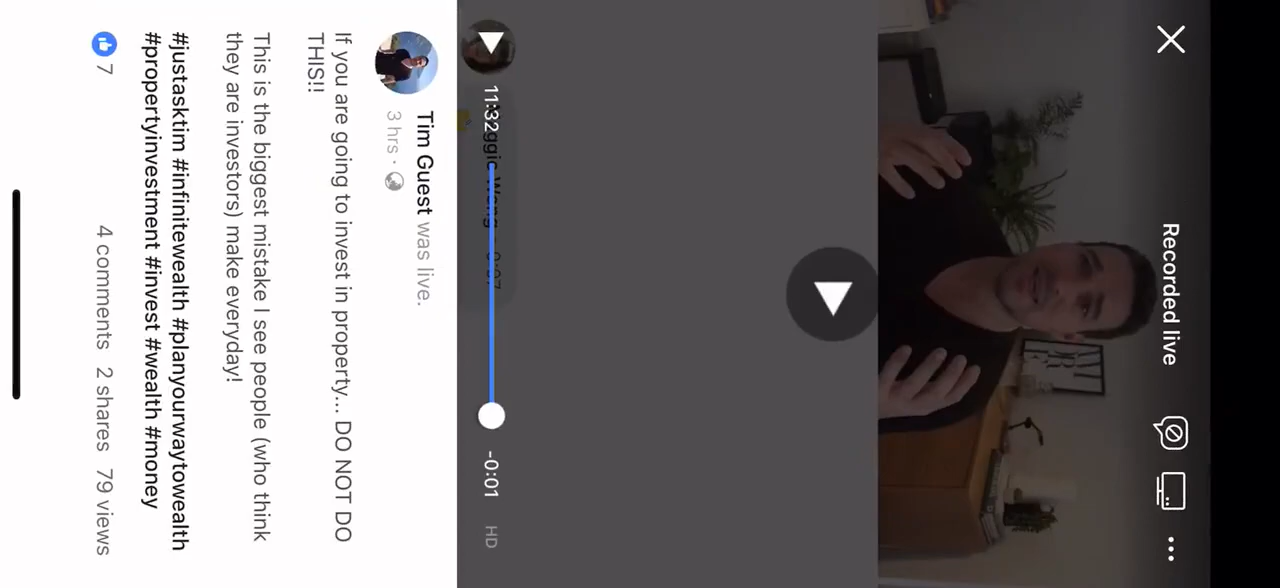 Recorded live
11:32
-0:01
HD
Tim Guest was live.
3 hrs ·
If you are going to invest in property... DO NOT DO
THIS!!
This is the biggest mistake I see people (who think
they are investors) make everyday!
#justasktim #infinitewealth #planyourwaytowealth
#propertyinvestment #invest #wealth #money
7
4 comments 2 shares 79 views